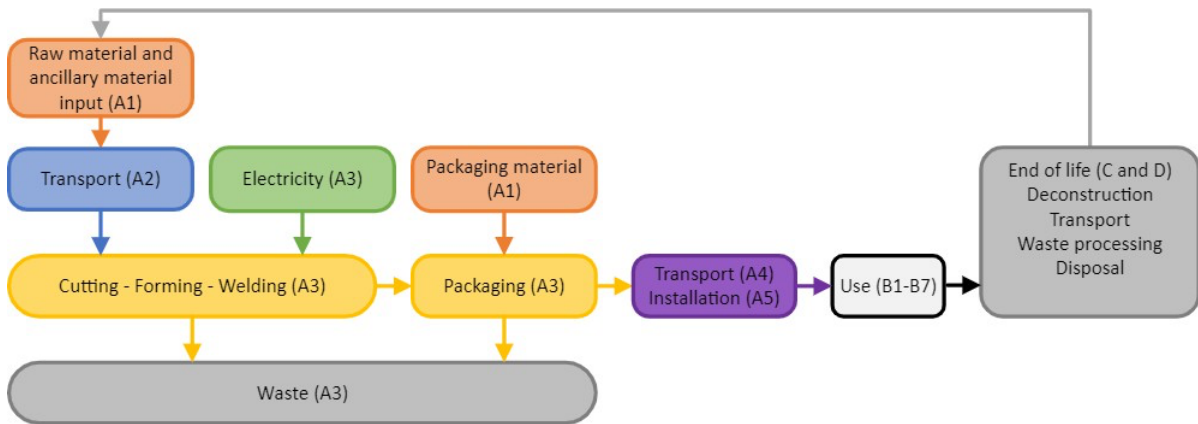 Raw material and
ancillary material
input (A1)
Transport (A2)
Electricity (A3)
Packaging material
(A1)
End of life (C and D)
Deconstruction
Transport
Waste processing
Disposal
Cutting - Forming - Welding (A3)
Packaging (A3)
Transport (A4)
Installation (A5)
Use (B1-B7)
Waste (A3)